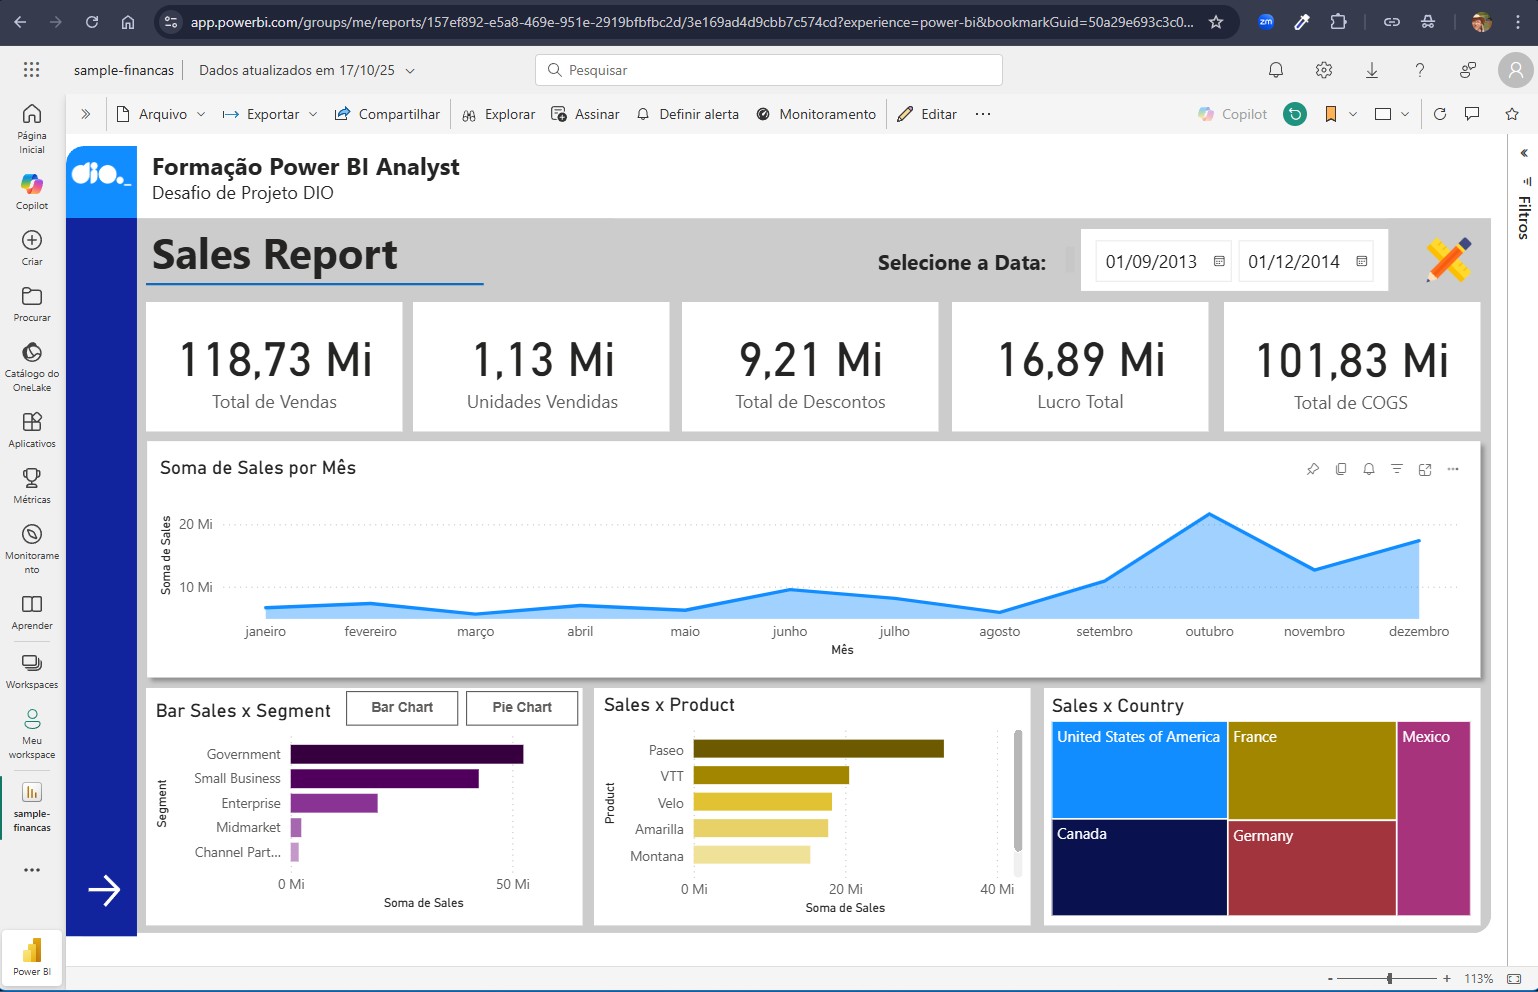 app.powerbi.com/groups/me/reports/157ef892-e5a8-469e-951e-2919bfbfbc2d/3e169ad4d9cbb7c574cd?experience=power-bi&bookmarkGuid=50a29e693c3c0...
zm
sample-financas
Dados atualizados em 17/10/25
Pesquisar
Arquivo
Exportar
Compartilhar
Explorar
Assinar
Definir alerta
Monitoramento
Editar
Copilot
Página
Inicial
Copilot
Criar
Procurar
Catálogo do
OneLake
Aplicativos
Métricas
Monitorame
nto
Aprender
Workspaces
Meu
workspace
sample-
financas
Power BI
Filtros
dio._
Formação Power BI Analyst
Desafio de Projeto DIO
Sales Report
Selecione a Data:
01/09/2013
01/12/2014
118,73 Mi
Total de Vendas
1,13 Mi
Unidades Vendidas
9,21 Mi
Total de Descontos
16,89 Mi
Lucro Total
101,83 Mi
Total de COGS
Soma de Sales por Mês
Soma de Sales
20 Mi
10 Mi
janeiro
fevereiro
março
abril
maio
junho
julho
agosto
setembro
outubro
novembro
dezembro
Mês
Bar Sales x Segment
Bar Chart
Pie Chart
Segment
Government
Small Business
Enterprise
Midmarket
Channel Part...
0 Mi
50 Mi
Soma de Sales
Sales x Product
Product
Paseo
VTT
Velo
Amarilla
Montana
0 Mi
20 Mi
40 Mi
Soma de Sales
Sales x Country
United States of America
France
Mexico
Canada
Germany
113%